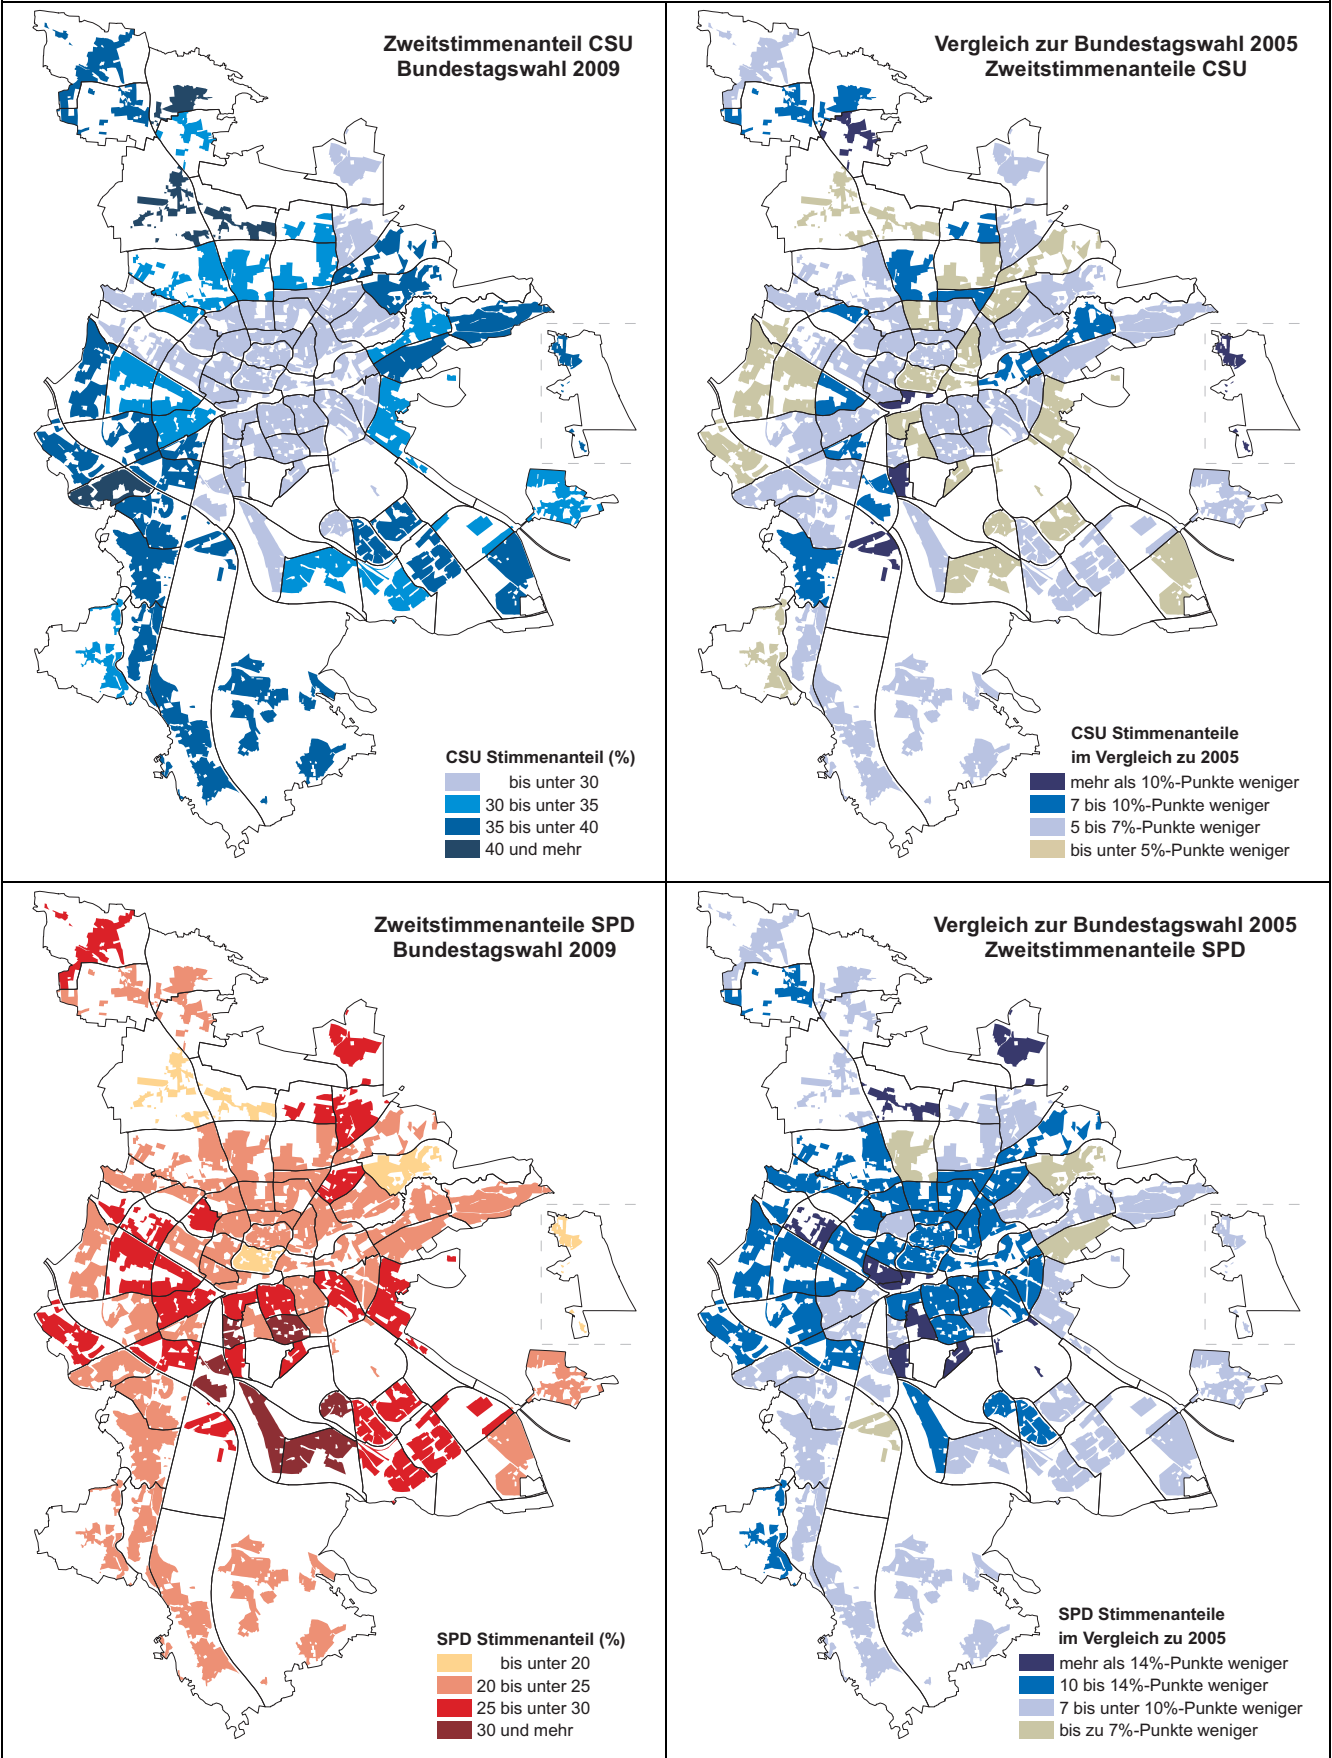 Zweitstimmenanteil CSU
Bundestagswahl 2009
CSU Stimmenanteil (%)
bis unter 30
30 bis unter 35
35 bis unter 40
40 und mehr
Vergleich zur Bundestagswahl 2005
Zweitstimmenanteile CSU
CSU Stimmenanteile
im Vergleich zu 2005
mehr als 10%-Punkte weniger
7 bis 10%-Punkte weniger
5 bis 7%-Punkte weniger
bis unter 5%-Punkte weniger
Zweitstimmenanteile SPD
Bundestagswahl 2009
SPD Stimmenanteil (%)
bis unter 20
20 bis unter 25
25 bis unter 30
30 und mehr
Vergleich zur Bundestagswahl 2005
Zweitstimmenanteile SPD
SPD Stimmenanteile
im Vergleich zu 2005
mehr als 14%-Punkte weniger
10 bis 14%-Punkte weniger
7 bis unter 10%-Punkte weniger
bis zu 7%-Punkte weniger